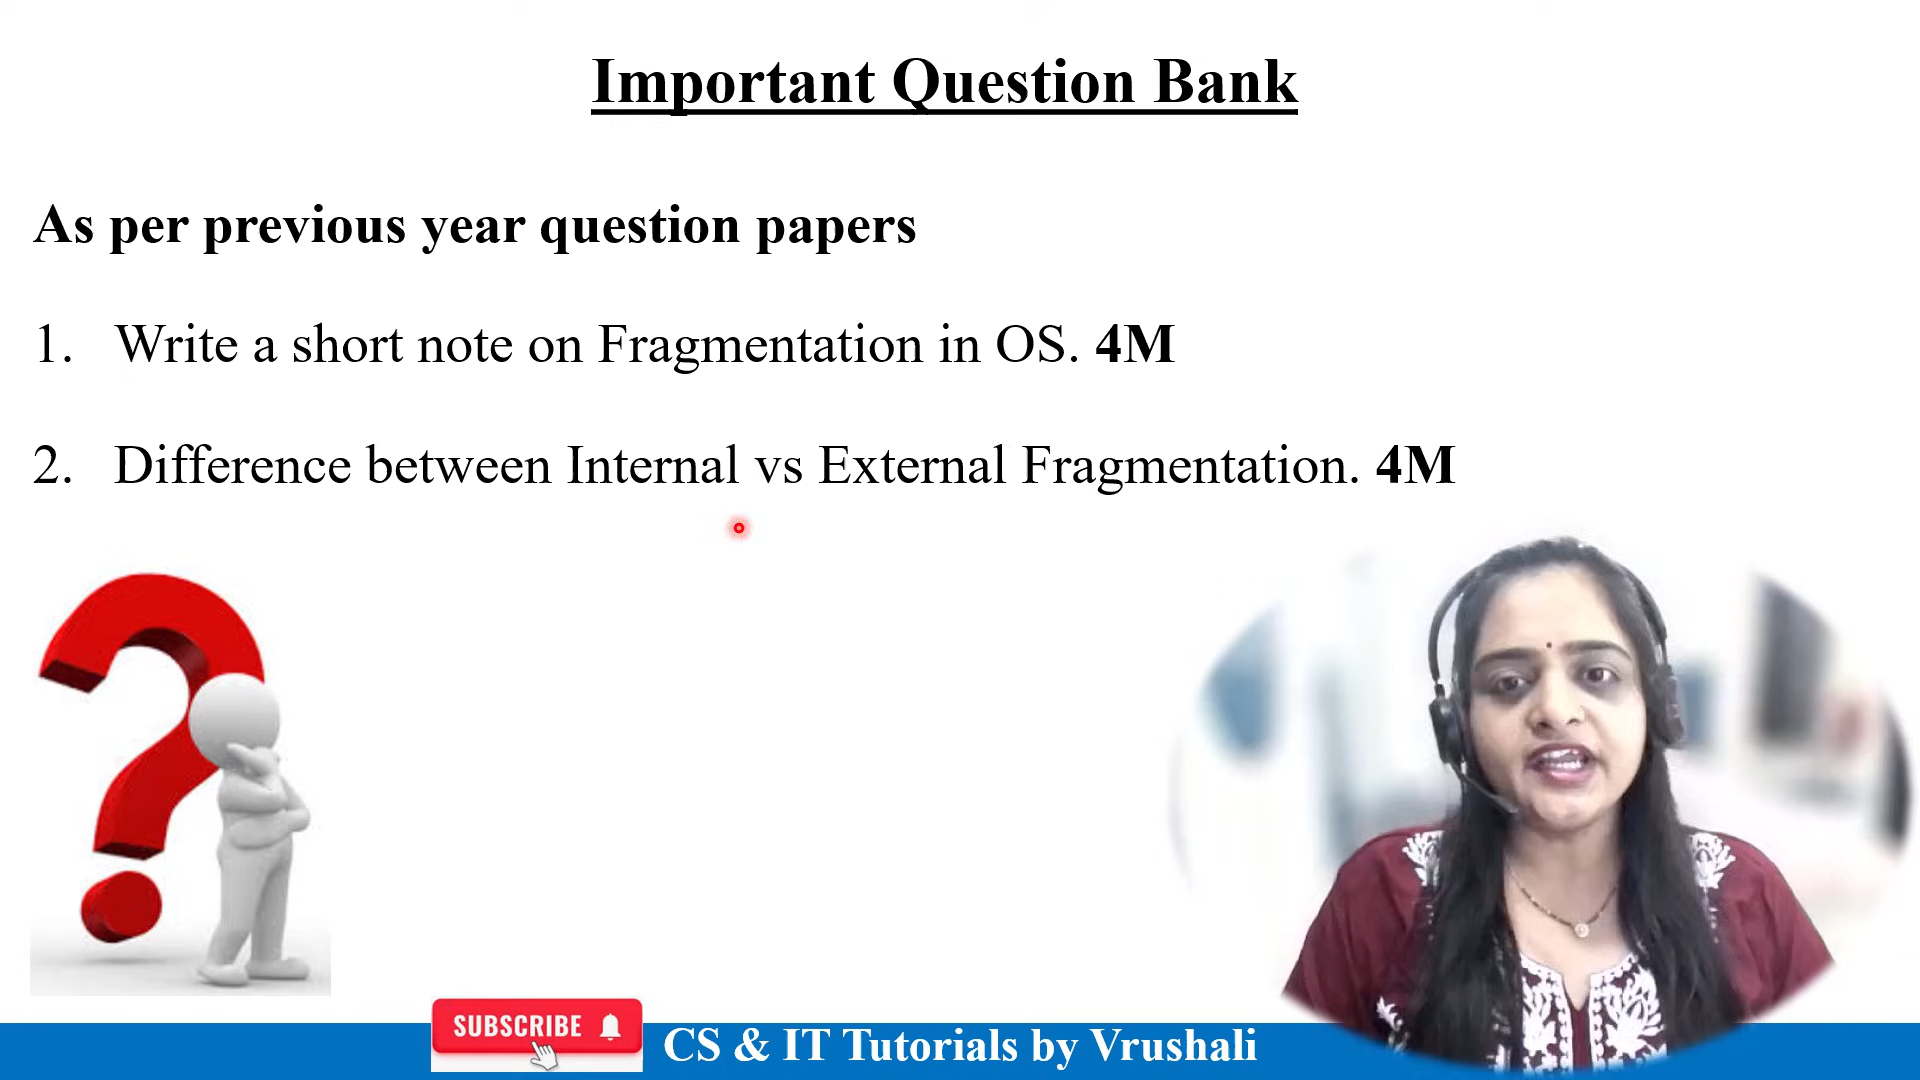 Important Question Bank
As per previous year question papers
1. Write a short note on Fragmentation in OS. 4M
2. Difference between Internal vs External Fragmentation. 4M
SUBSCRIBE
CS & IT Tutorials by Vrushali